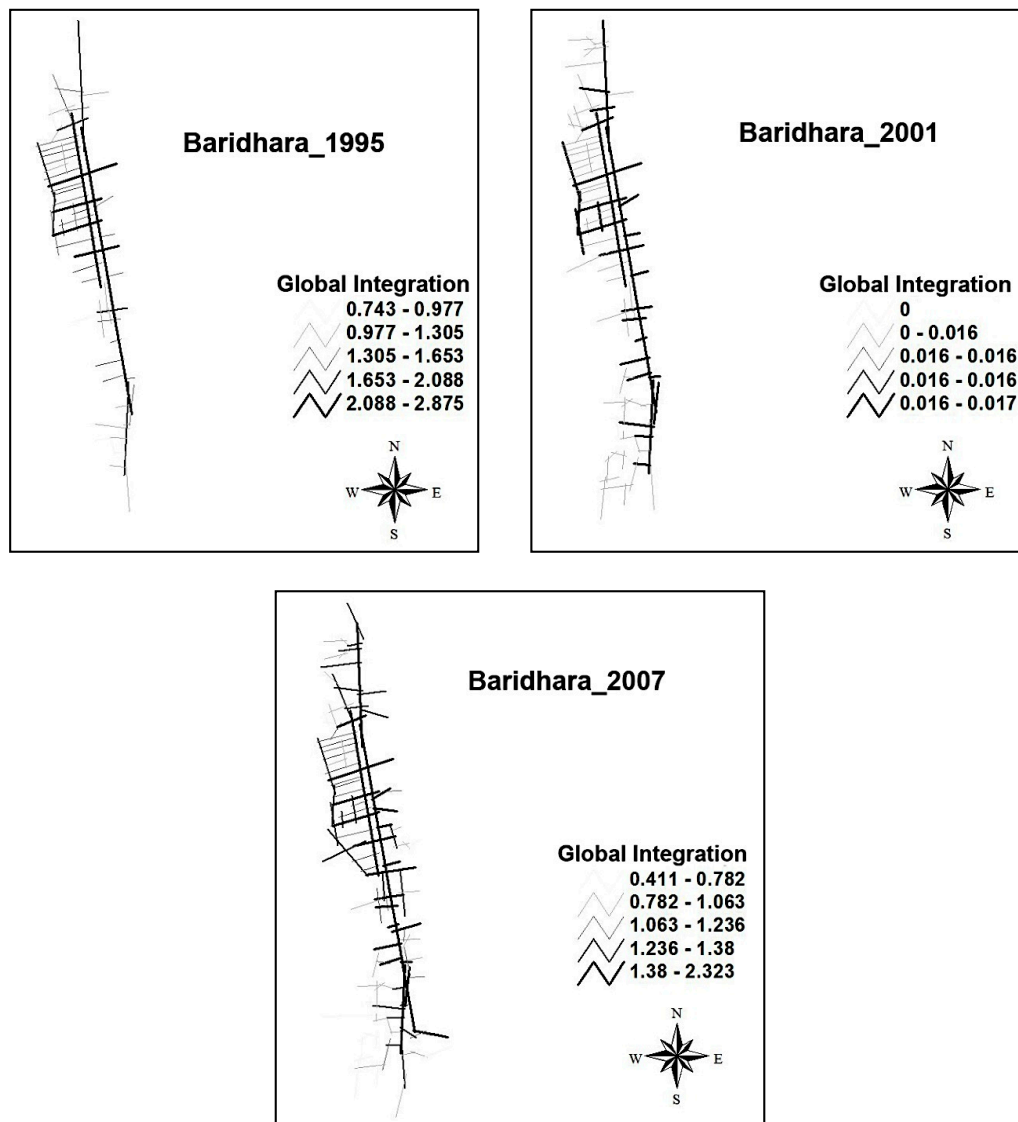 Baridhara_1995
Global Integration
0.743 - 0.977
0.977 - 1.305
1.305 - 1.653
1.653 - 2.088
2.088 - 2.875
N
W E
S
Baridhara_2001
Global Integration
0
0 - 0.016
0.016 - 0.016
0.016 - 0.016
0.016 - 0.017
N
W E
S
Baridhara_2007
Global Integration
0.411 - 0.782
0.782 - 1.063
1.063 - 1.236
1.236 - 1.38
1.38 - 2.323
N
W E
S